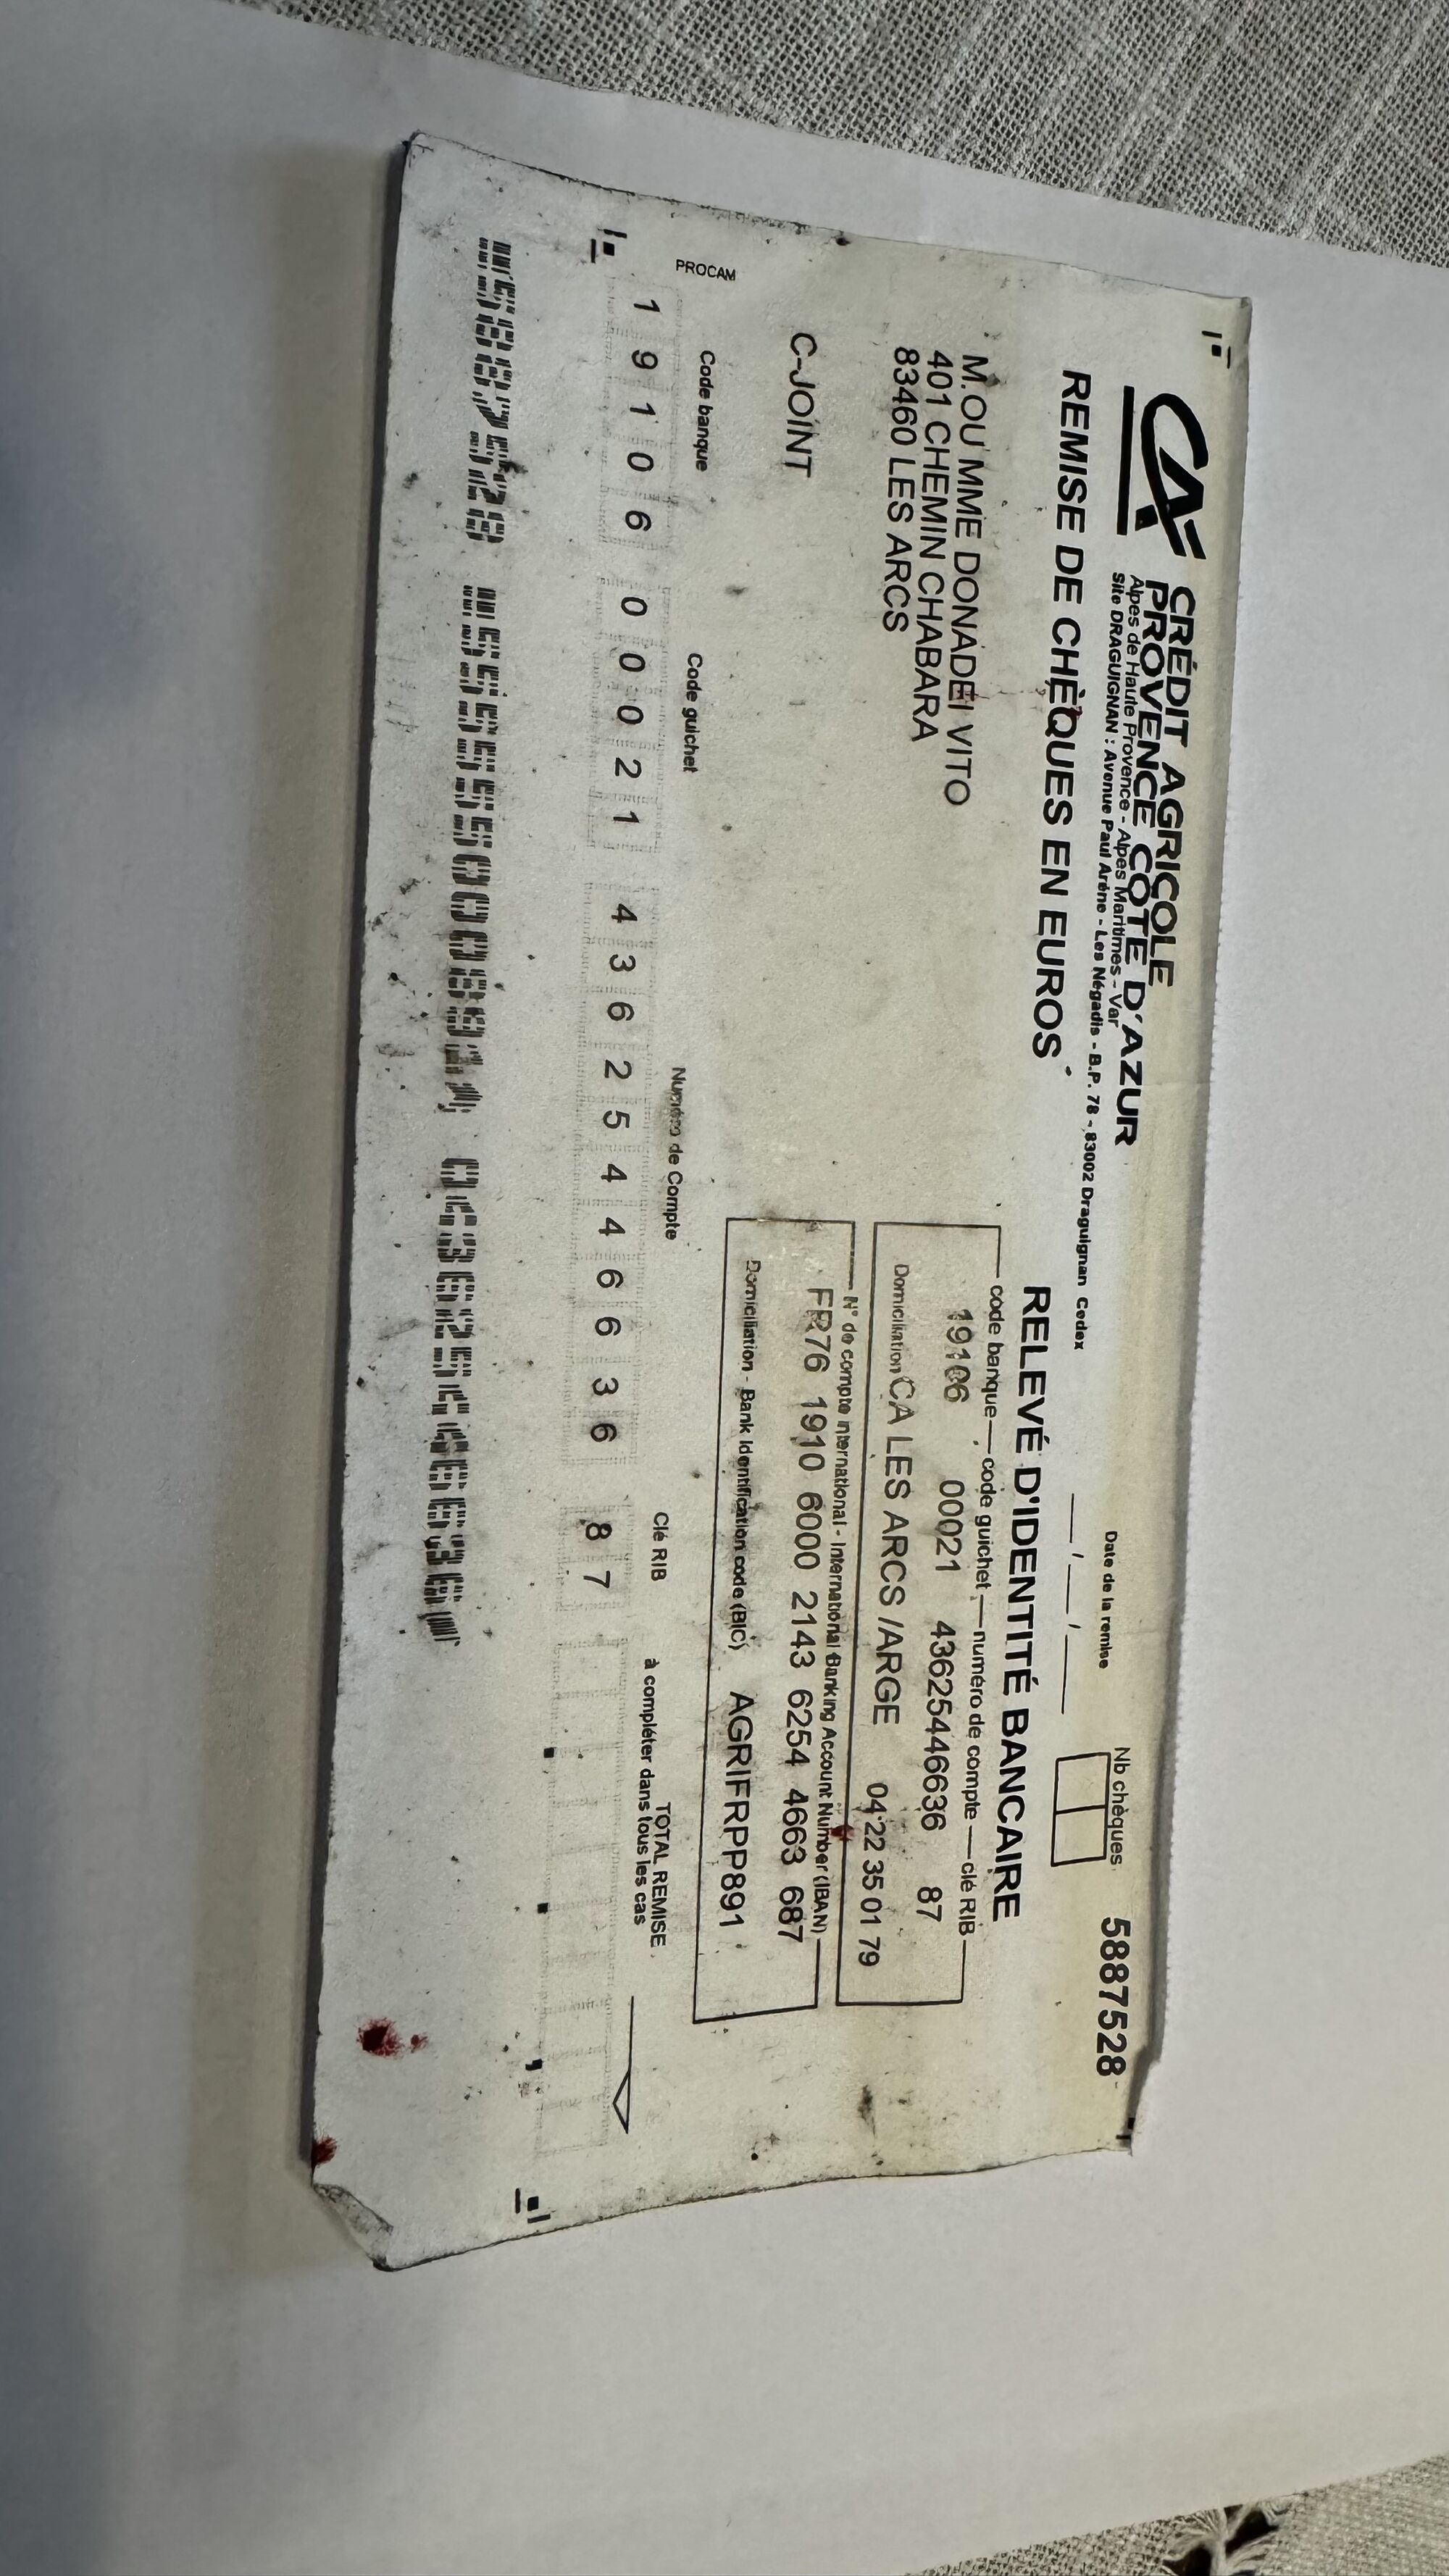 CRÉDIT AGRICOLE
PROVENCE CÔTE D'AZUR
Alpes de Haute Provence - Alpes Maritimes - Var
Site DRAGUIGNAN : Avenue Paul Arène - Les Négadis - B.P. 78 - 83002 Draguignan Cedex
Date de la remise
Nb chèques
5887528
REMISE DE CHÈQUES EN EUROS
RELEVÉ D'IDENTITÉ BANCAIRE
M. OU MME DONADEI VITO
401 CHEMIN CHABARA
83460 LES ARCS
code banque code guichet numéro de compte clé RIB
19106 00021 43625446636 87
Domiciliation CA LES ARCS /ARGE 04 22 35 01 79
C-JOINT
N° de compte international - International Banking Account Number (IBAN)
FR76 1910 6000 2143 6254 4663 687
Domiciliation - Bank Identification code (BIC) AGRIFRPP891
PROCAM
Code banque Code guichet Numéro de Compte Clé RIB
TOTAL REMISE
à compléter dans tous les cas
1 9 1 0 6 0 0 0 2 1 4 3 6 2 5 4 4 6 6 3 6 8 7